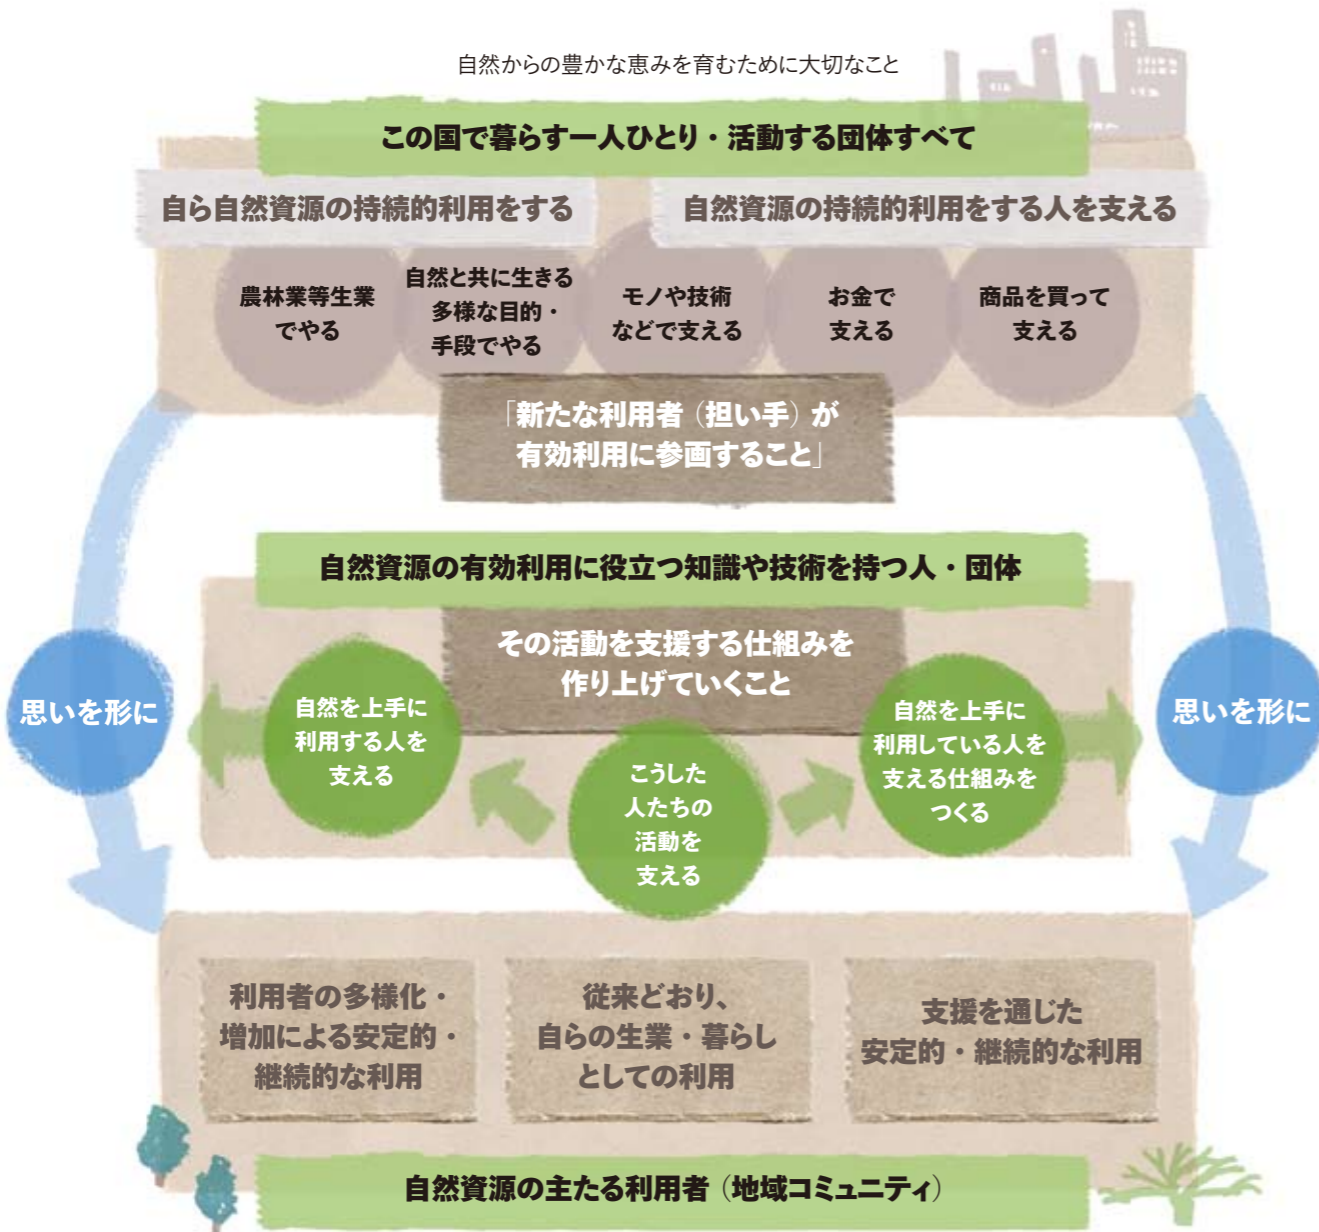 自然からの豊かな恵みを育むために大切なこと
この国で暮らす一人ひとり・活動する団体すべて
自ら自然資源の持続的利用をする
自然資源の持続的利用をする人を支える
農林業等生業
でやる
自然と共に生きる
多様な目的・
手段でやる
モノや技術
などで支える
お金で
支える
商品を買って
支える
「新たな利用者（担い手）が
有効利用に参画すること」
自然資源の有効利用に役立つ知識や技術を持つ人・団体
その活動を支援する仕組みを
作り上げていくこと
思いを形に
自然を上手に
利用する人を
支える
こうした
人たちの
活動を
支える
自然を上手に
利用している人を
支える仕組みを
つくる
思いを形に
利用者の多様化・
増加による安定的・
継続的な利用
従来どおり、
自らの生業・暮らし
としての利用
支援を通じた
安定的・継続的な利用
自然資源の主たる利用者（地域コミュニティ）